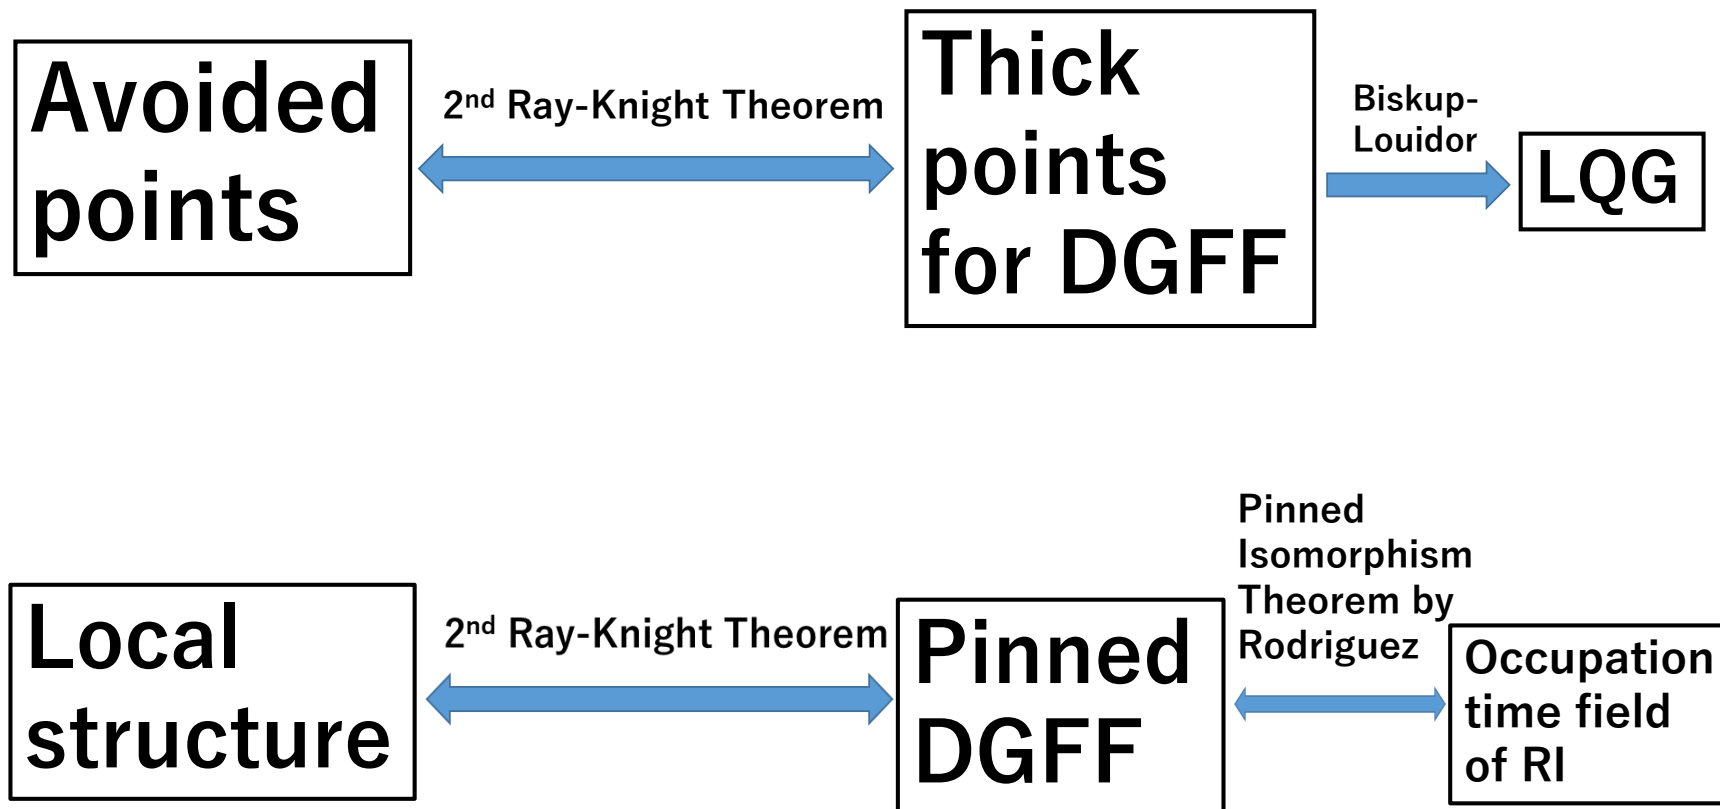 Avoided
points
2nd Ray-Knight Theorem
Thick
points
for DGFF
Biskup-
Louidor
LQG
Local
structure
2nd Ray-Knight Theorem
Pinned
DGFF
Pinned
Isomorphism
Theorem by
Rodriguez
Occupation
time field
of RI